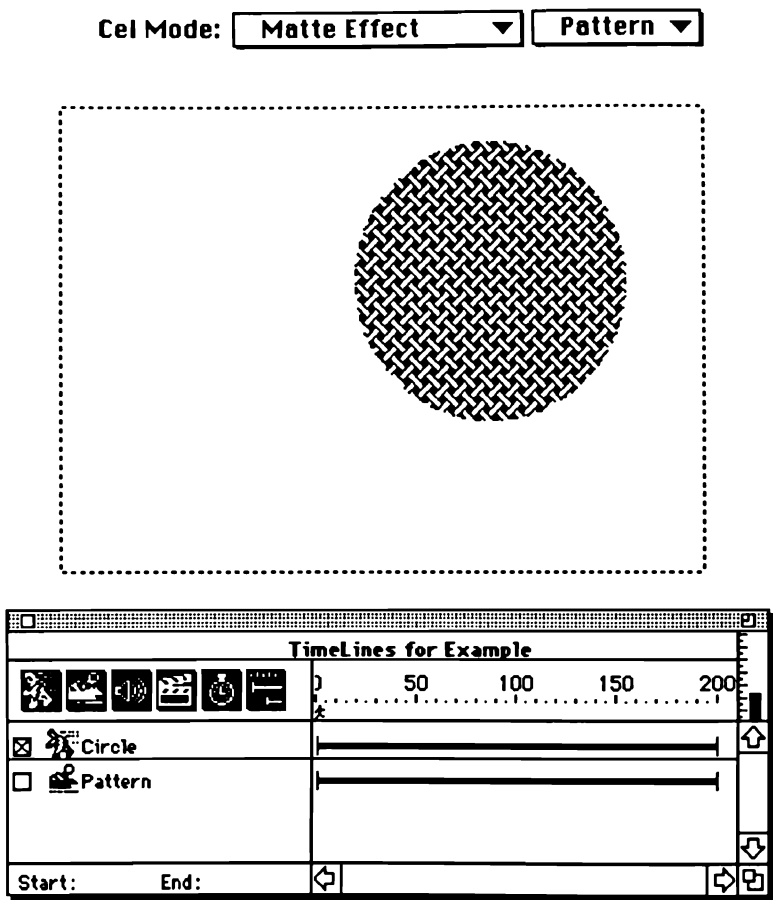 Cel Mode: Matte Effect Pattern
TimeLines for Example
0 50 100 150 200
Circle
Pattern
Start: End: